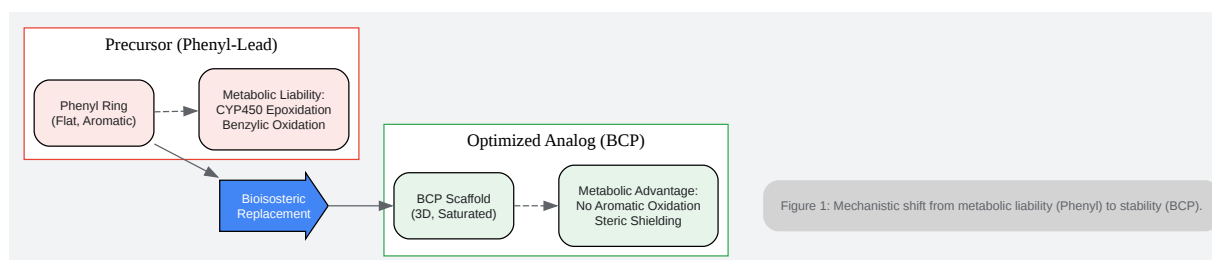 Precursor (Phenyl-Lead)
Phenyl Ring
(Flat, Aromatic)
Metabolic Liability:
CYP450 Epoxidation
Benzylic Oxidation
Bioisosteric
Replacement
Optimized Analog (BCP)
BCP Scaffold
(3D, Saturated)
Metabolic Advantage:
No Aromatic Oxidation
Steric Shielding
Figure 1: Mechanistic shift from metabolic liability (Phenyl) to stability (BCP).